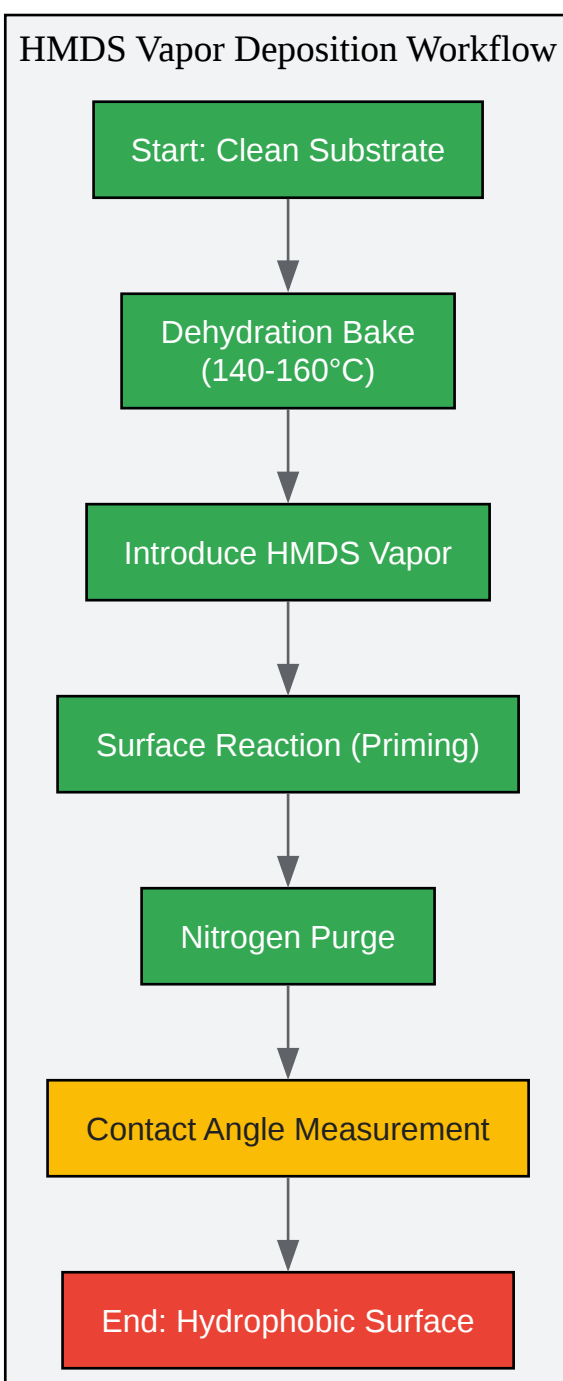 HMDS Vapor Deposition Workflow
Start: Clean Substrate
Dehydration Bake
(140-160°C)
Introduce HMDS Vapor
Surface Reaction (Priming)
Nitrogen Purge
Contact Angle Measurement
End: Hydrophobic Surface